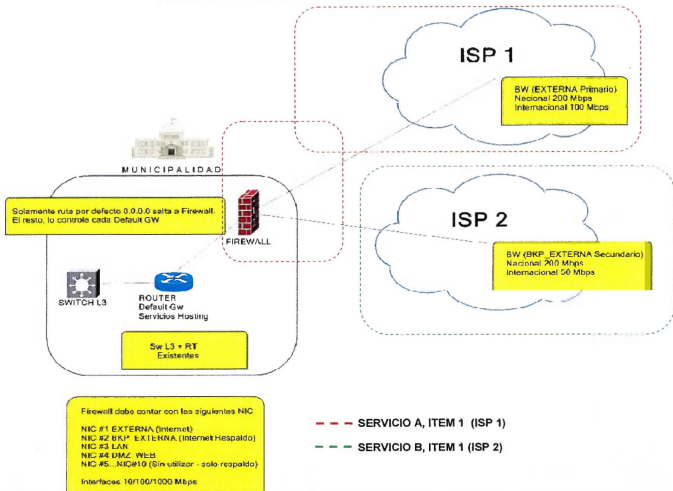 ISP 1
BW (EXTERNA Primario)
Nacional 200 Mbps
Internacional 100 Mbps
MUNICIPALIDAD
Solamente ruta por defecto 0.0.0.0 salta a Firewall.
El resto, lo controla cada Default GW
FIREWALL
ISP 2
BW (BKP_EXTERNA Secundario)
Nacional 200 Mbps
Internacional 50 Mbps
SWITCH L3
ROUTER
Default Gw
Servicios Hosting
Sw L3 + RT
Existentes
Firewall debe contar con las siguientes NIC
NIC #1 EXTERNA (Internet)
NIC #2 BKP_EXTERNA (Internet Respaldo)
NIC #3 LAN
NIC #4 DMZ_WEB
NIC #5...NIC#10 (Sin utilizar - solo respaldo)
Interfaces 10/100/1000 Mbps
SERVICIO A, ITEM 1 (ISP 1)
SERVICIO B, ITEM 1 (ISP 2)